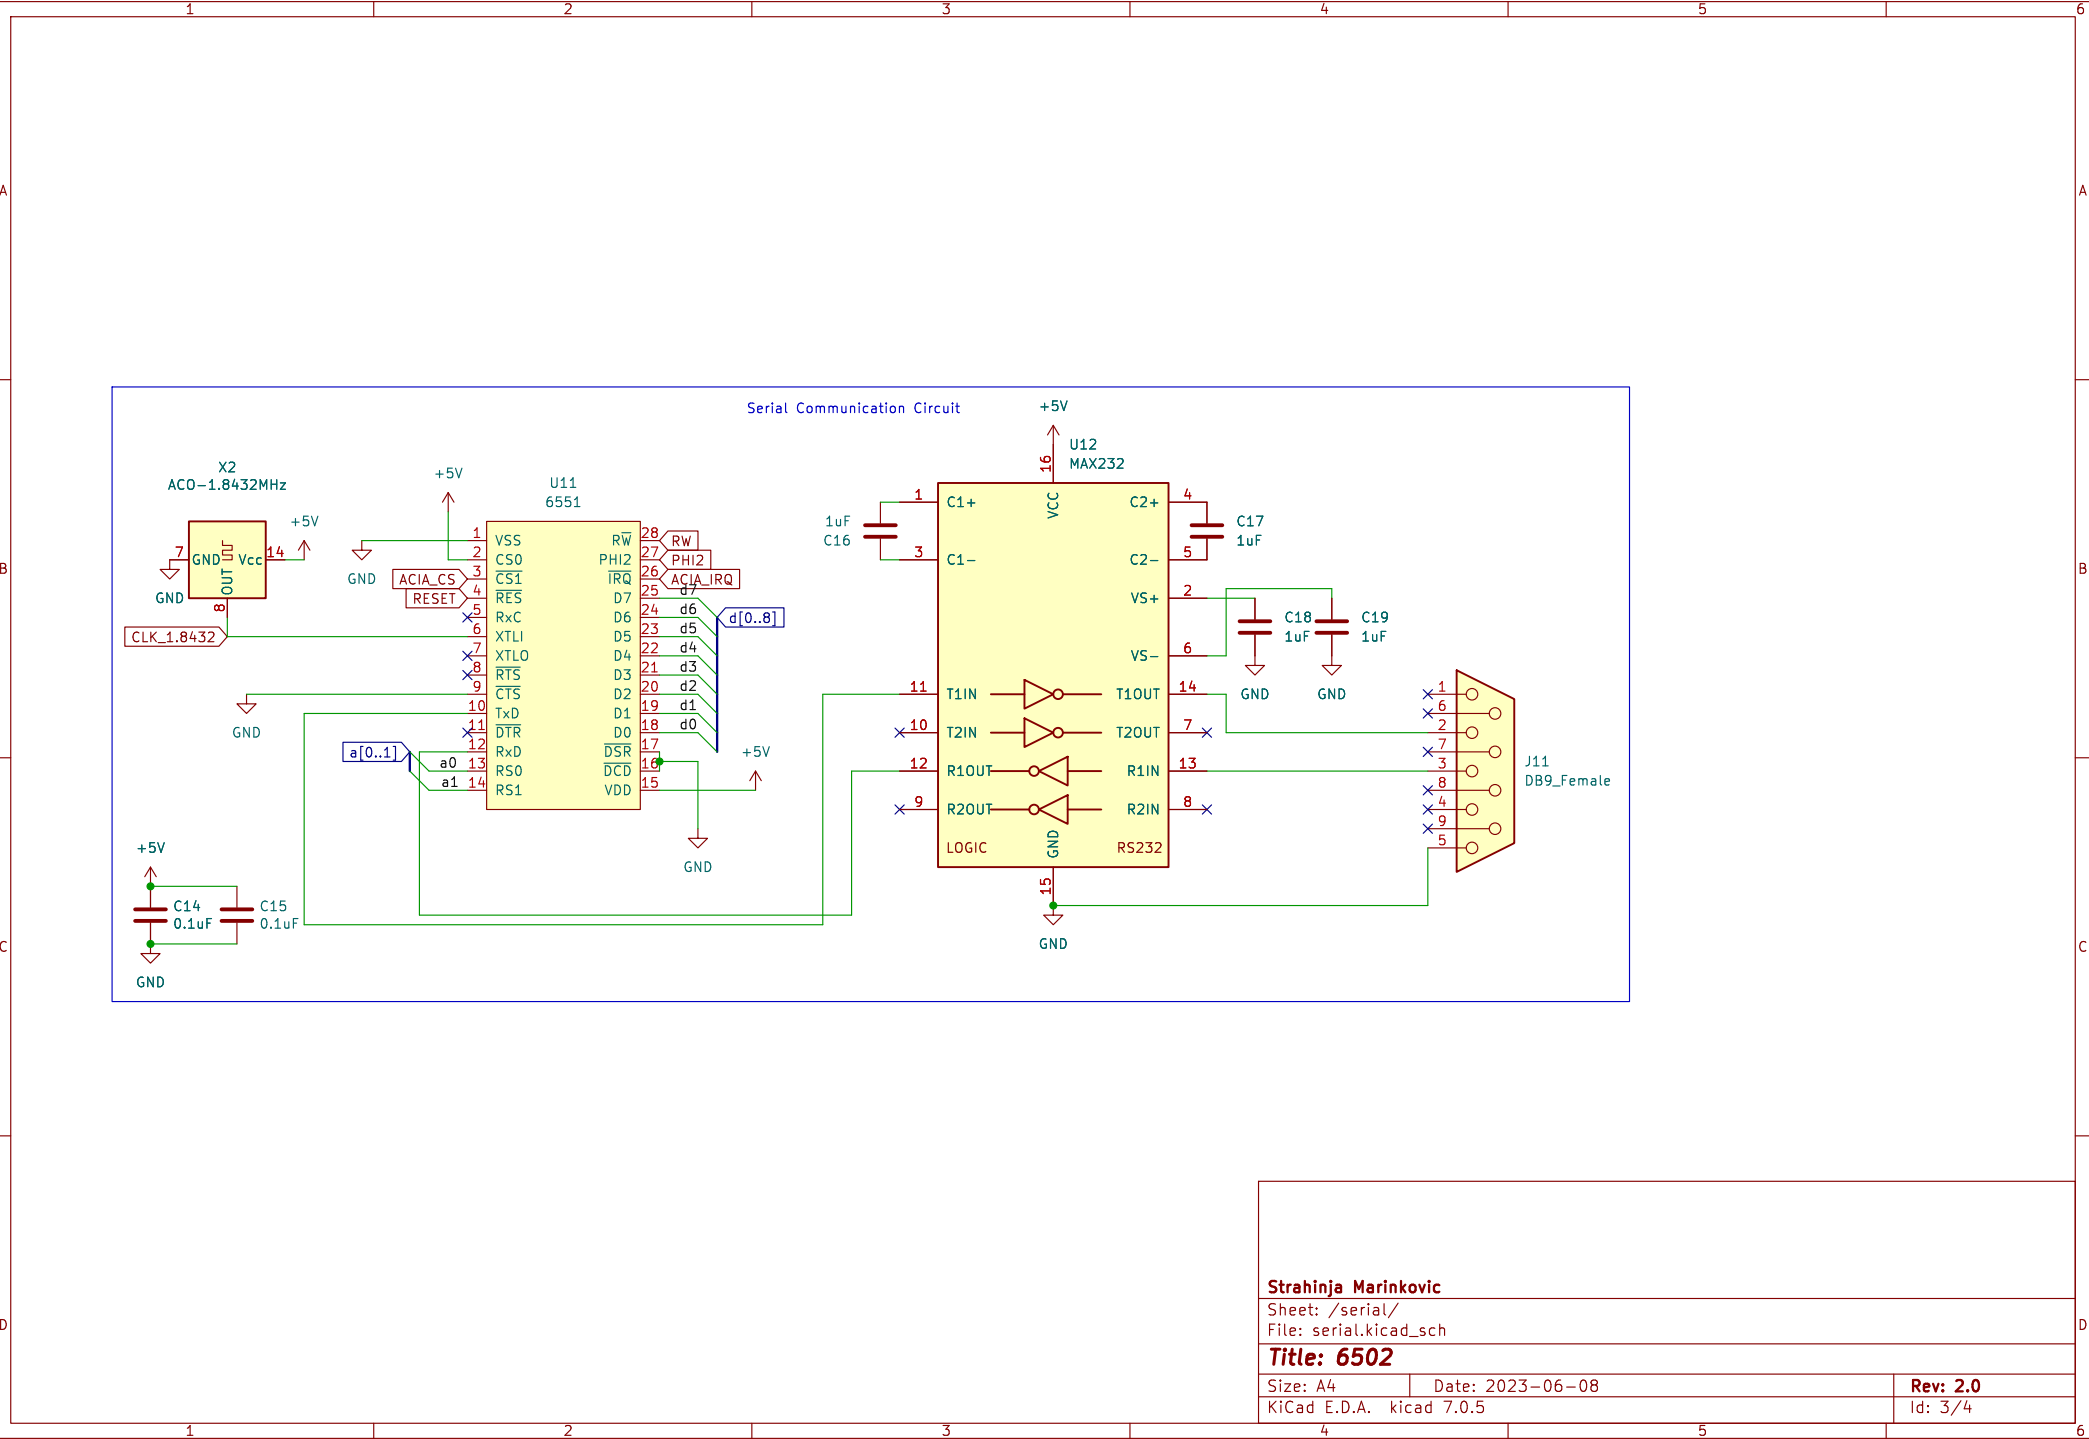 1 2 3 4 5 6
A A
B B
C C
D D
Serial Communication Circuit
X2
ACO-1.8432MHz
+5V
7 GND Vcc 14
OUT
8
GND
CLK_1.8432
+5V
GND
GND
ACIA_CS
RESET
a[0..1]
a0
a1
U11
6551
1 VSS
2 CS0
3 CS1
4 RES
5 RxC
6 XTLI
7 XTLO
8 RTS
9 CTS
10 TxD
11 DTR
12 RxD
13 RS0
14 RS1
RW 28
PHI2 27
IRQ 26
D7 25
D6 24
D5 23
D4 22
D3 21
D2 20
D1 19
D0 18
DSR 17
DCD 16
VDD 15
RW
PHI2
ACIA_IRQ
d7
d6
d5
d4
d3
d2
d1
d0
d[0..8]
+5V
GND
+5V
C14
0.1uF
C15
0.1uF
GND
+5V
U12
MAX232
16
VCC
1uF
C16
1 C1+
3 C1-
11 T1IN
10 T2IN
12 R1OUT
9 R2OUT
LOGIC
C2+ 4
C2- 5
VS+ 2
VS- 6
T1OUT 14
T2OUT 7
R1IN 13
R2IN 8
RS232
GND
15
GND
C17
1uF
C18
1uF
C19
1uF
GND
GND
1
6
2
7
3
8
4
9
5
J11
DB9_Female
Strahinja Marinkovic
Sheet: /serial/
File: serial.kicad_sch
Title: 6502
Size: A4 Date: 2023-06-08 Rev: 2.0
KiCad E.D.A. kicad 7.0.5 Id: 3/4
1 2 3 4 5 6